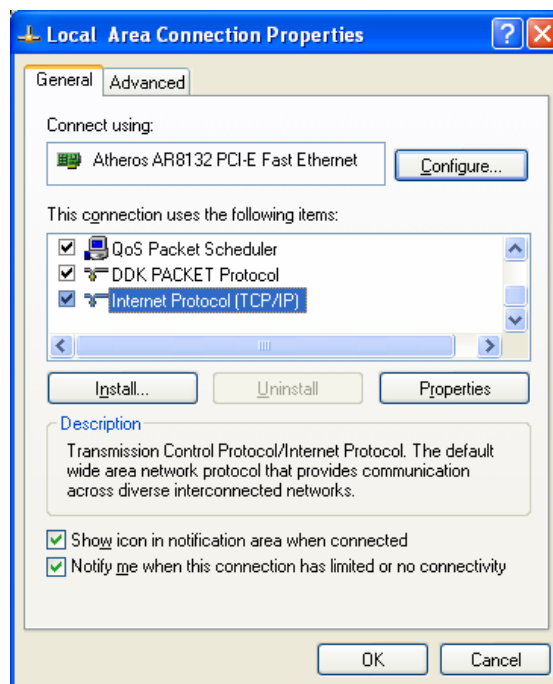 Local Area Connection Properties
General
Advanced
Connect using:
Atheros AR8132 PCI-E Fast Ethernet
Configure...
This connection uses the following items:
QoS Packet Scheduler
DDK PACKET Protocol
Internet Protocol (TCP/IP)
Install...
Uninstall
Properties
Description
Transmission Control Protocol/Internet Protocol. The default
wide area network protocol that provides communication
across diverse interconnected networks.
Show icon in notification area when connected
Notify me when this connection has limited or no connectivity
OK
Cancel